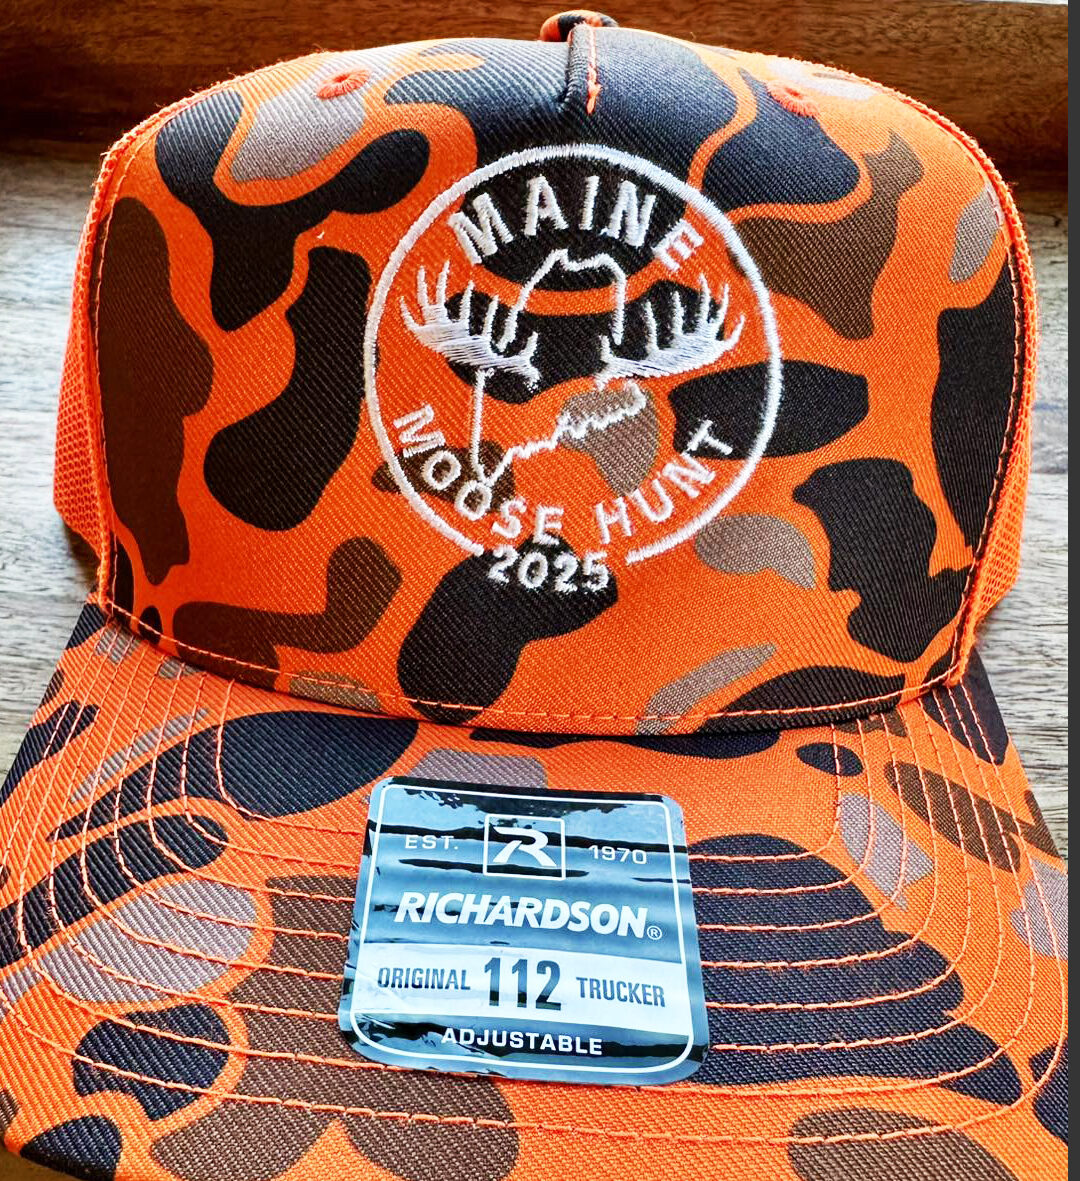 MAINE
MOOSE HUNT
2025
EST. R 1970
RICHARDSON®
ORIGINAL 112 TRUCKER
ADJUSTABLE